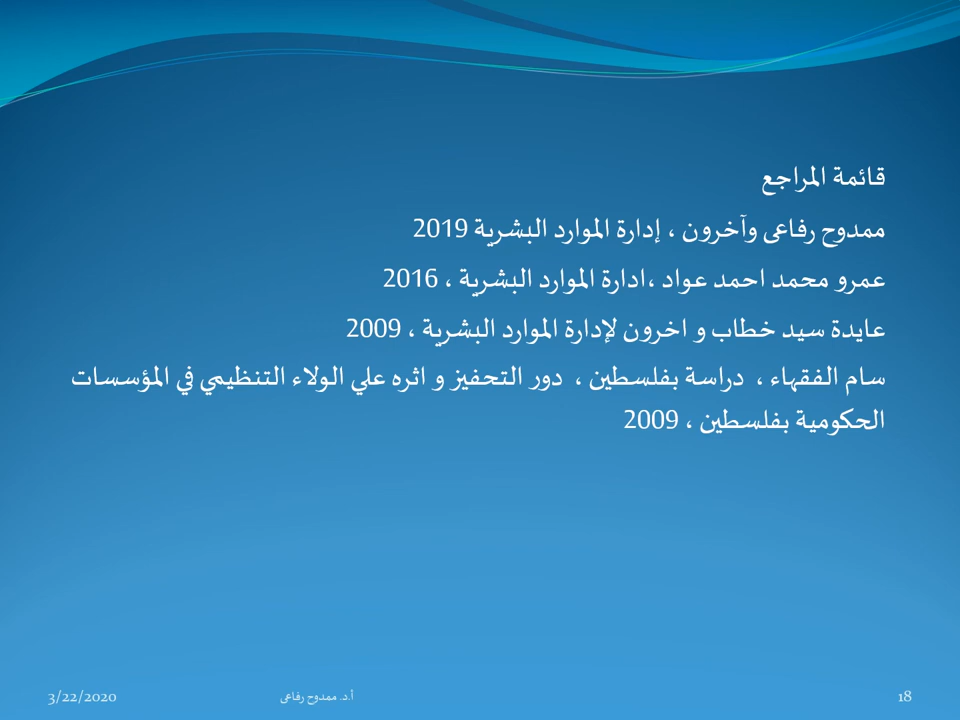 قائمة المراجع
ممدوح رفاعى وآخرون ، إدارة الموارد البشرية 2019
عمرو محمد احمد عواد ،ادارة الموارد البشرية ، 2016
عايدة سيد خطاب و اخرون لإدارة الموارد البشرية ، 2009
سام الفقهاء ، دراسة بفلسطين ، دور التحفيز و اثره علي الولاء التنظيمي في المؤسسات
الحكومية بفلسطين ، 2009
3/22/2020
أ.د. ممدوح رفاعى
18